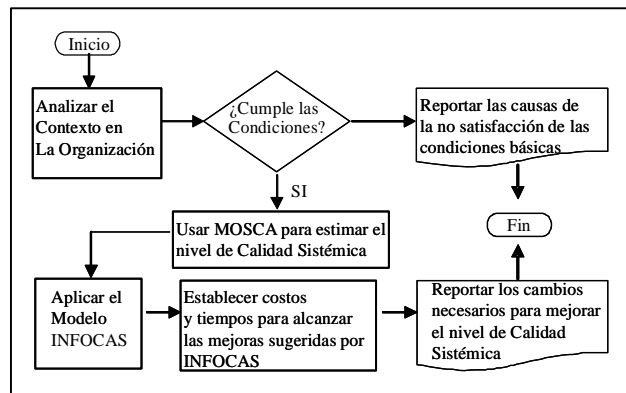 Inicio
Analizar el
Contexto en
La Organización
¿Cumple las
Condiciones?
Reportar las causas de
la no satisfacción de las
condiciones básicas
SI
Fin
Usar MOSCA para estimar el
nivel de Calidad Sistémica
Aplicar el
Modelo
INFOCAS
Establecer costos
y tiempos para alcanzar
las mejoras sugeridas por
INFOCAS
Reportar los cambios
necesarios para mejorar
el nivel de Calidad
Sistémica